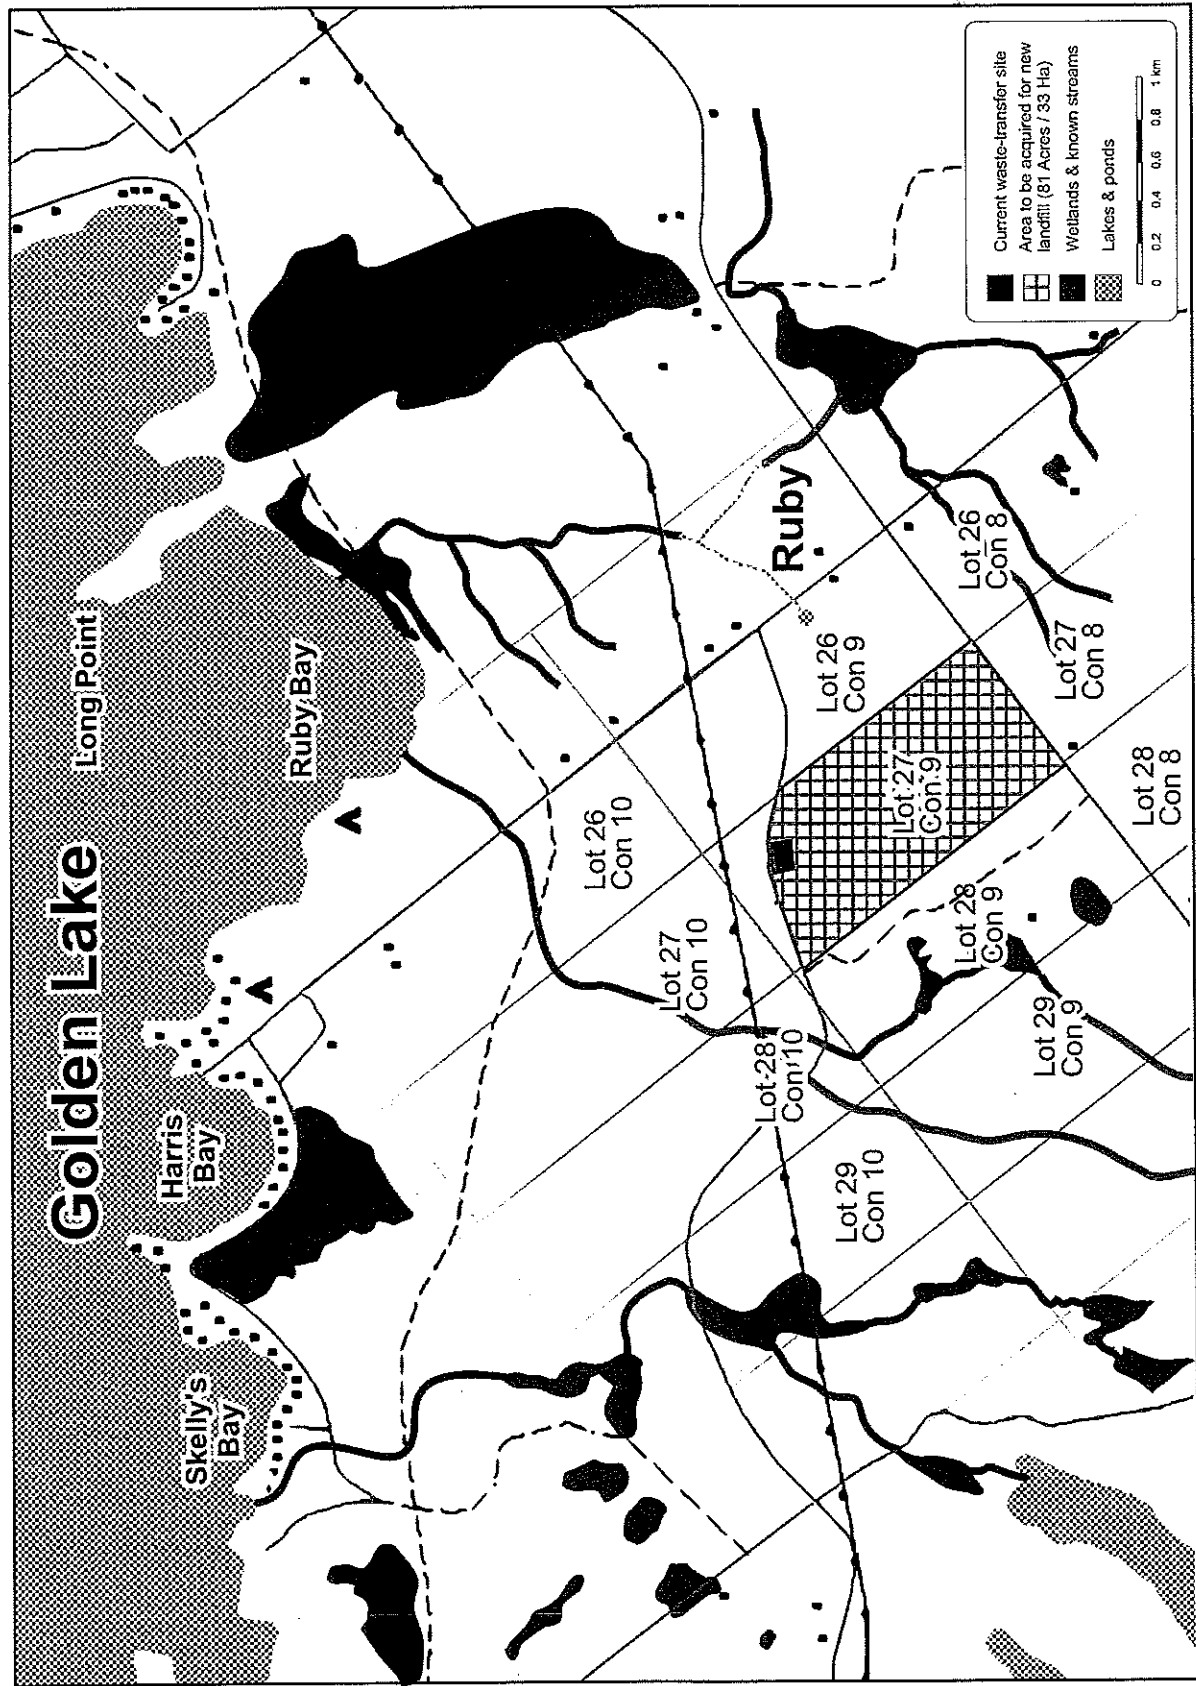 Golden Lake
Skelly's
Bay
Harris
Bay
Long Point
Ruby Bay
Ruby
Lot 26
Con 10
Lot 27
Con 10
Lot 28
Con 10
Lot 29
Con 10
Lot 26
Con 9
Lot 27
Con 9
Lot 28
Con 9
Lot 29
Con 9
Lot 26
Con 8
Lot 27
Con 8
Lot 28
Con 8
Current waste-transfer site
Area to be acquired for new
landfill (81 Acres / 33 Ha)
Wetlands & known streams
Lakes & ponds
0 0.2 0.4 0.6 0.8 1 km